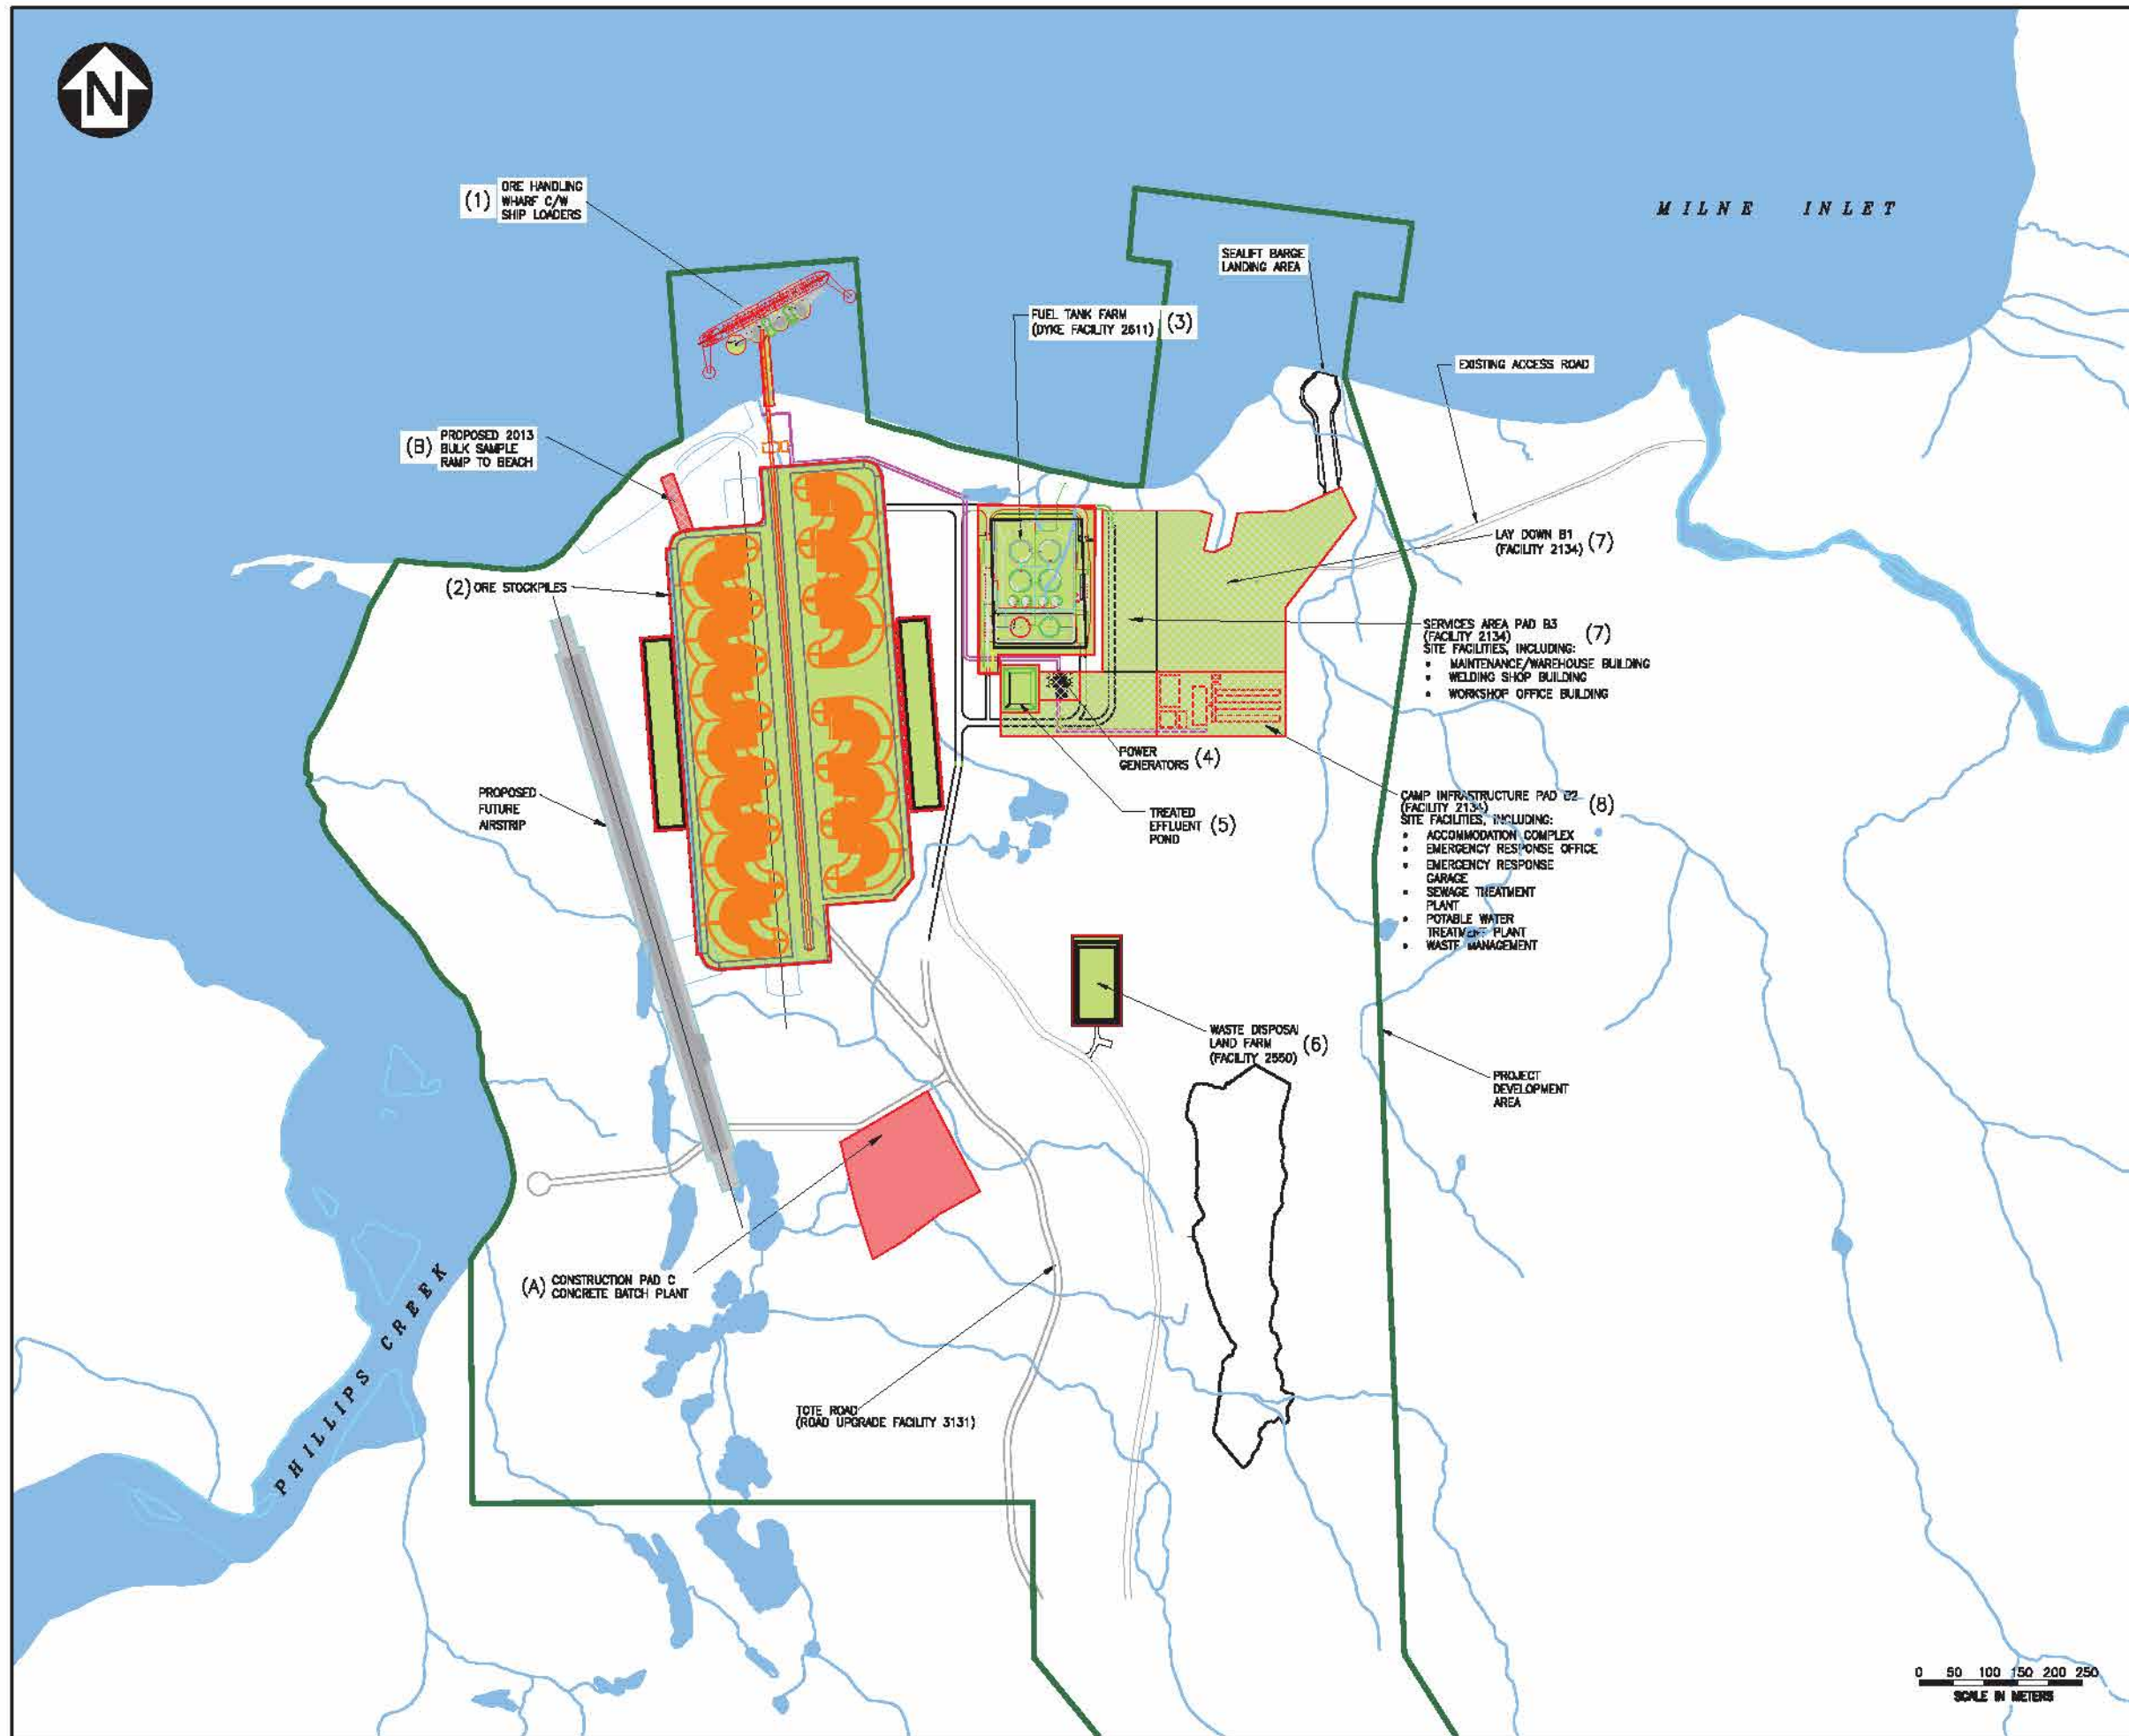 N
(1) ORE HANDLING
WHARF C/W
SHIP LOADERS
MILNE INLET
SEALIFT BARGE
LANDING AREA
FUEL TANK FARM
(DYKE FACILITY 2611) (3)
EXISTING ACCESS ROAD
(B) PROPOSED 2013
BULK SAMPLE
RAMP TO BEACH
LAY DOWN B1
(FACILITY 2134) (7)
(2) ORE STOCKPILES
SERVICES AREA PAD B3
(FACILITY 2134) (7)
SITE FACILITIES, INCLUDING:
• MAINTENANCE/WAREHOUSE BUILDING
• WELDING SHOP BUILDING
• WORKSHOP OFFICE BUILDING
POWER
GENERATORS (4)
PROPOSED
FUTURE
AIRSTRIP
TREATED
EFFLUENT (5)
POND
CAMP INFRASTRUCTURE PAD B2
(FACILITY 2134) (8)
SITE FACILITIES, INCLUDING:
• ACCOMMODATION COMPLEX
• EMERGENCY RESPONSE OFFICE
• EMERGENCY RESPONSE
GARAGE
• SEWAGE TREATMENT
PLANT
• POTABLE WATER
TREATMENT PLANT
• WASTE MANAGEMENT
WASTE DISPOSAL
LAND FARM (6)
(FACILITY 2550)
PROJECT
DEVELOPMENT
AREA
(A) CONSTRUCTION PAD C
CONCRETE BATCH PLANT
PHILLIPS CREEK
TOTE ROAD
(ROAD UPGRADE FACILITY 3131)
0 50 100 150 200 250
SCALE IN METERS